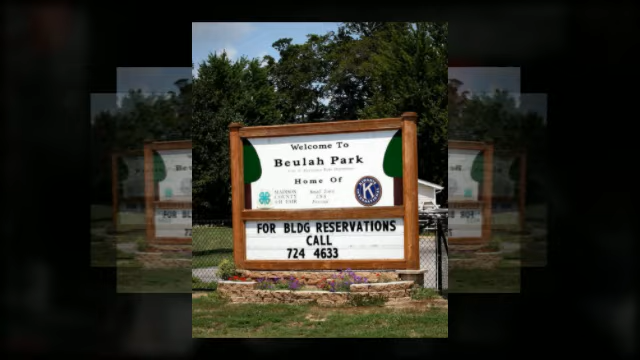 Welcome To
Beulah Park
Home Of
MADISON
COUNTY
4-H FAIR
K
FOR BLDG RESERVATIONS
CALL
724 4633